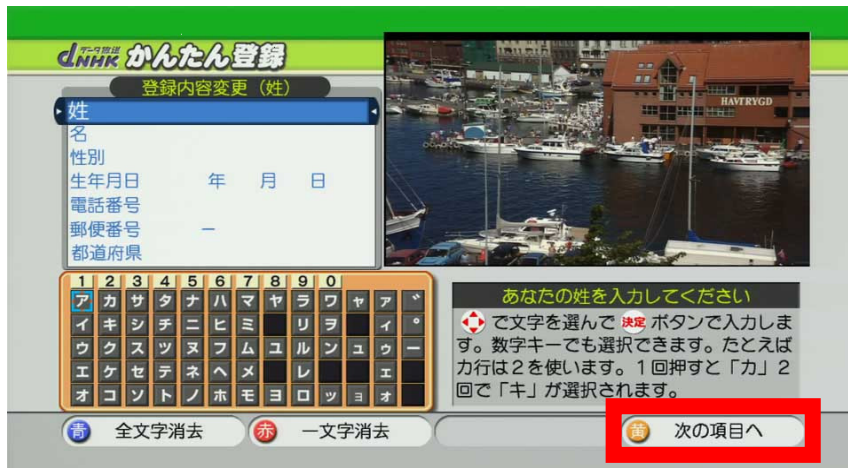 dNHK データ放送 かんたん登録
登録内容変更（姓）
姓
名
性別
生年月日 年 月 日
電話番号
郵便番号 －
都道府県
HAVTRYGD
1 2 3 4 5 6 7 8 9 0
ア カ サ タ ナ ハ マ ヤ ラ ワ ャ ァ ゛
イ キ シ チ ニ ヒ ミ リ ヲ ィ ゜
ウ ク ス ツ ヌ フ ム ユ ル ン ュ ゥ ー
エ ケ セ テ ネ ヘ メ レ ェ
オ コ ソ ト ノ ホ モ ヨ ロ ッ ョ ォ
あなたの姓を入力してください
で文字を選んで 決定 ボタンで入力しま
す。数字キーでも選択できます。たとえば
カ行は２を使います。１回押すと「カ」２
回で「キ」が選択されます。
青 全文字消去 赤 一文字消去 黄 次の項目へ